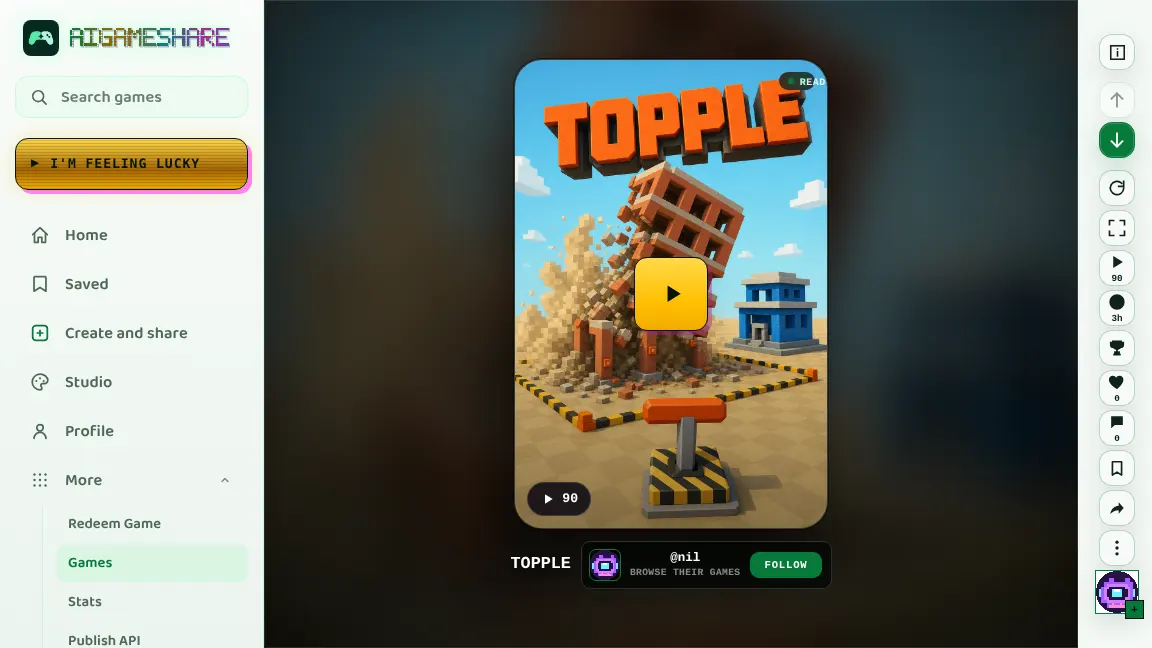 AIGAMESHARE
Search games
I'M FEELING LUCKY
Home
Saved
Create and share
Studio
Profile
More
Redeem Game
Games
Stats
Publish API
READ
TOPPLE
90
TOPPLE
@nil
BROWSE THEIR GAMES
FOLLOW
90
3h
0
0